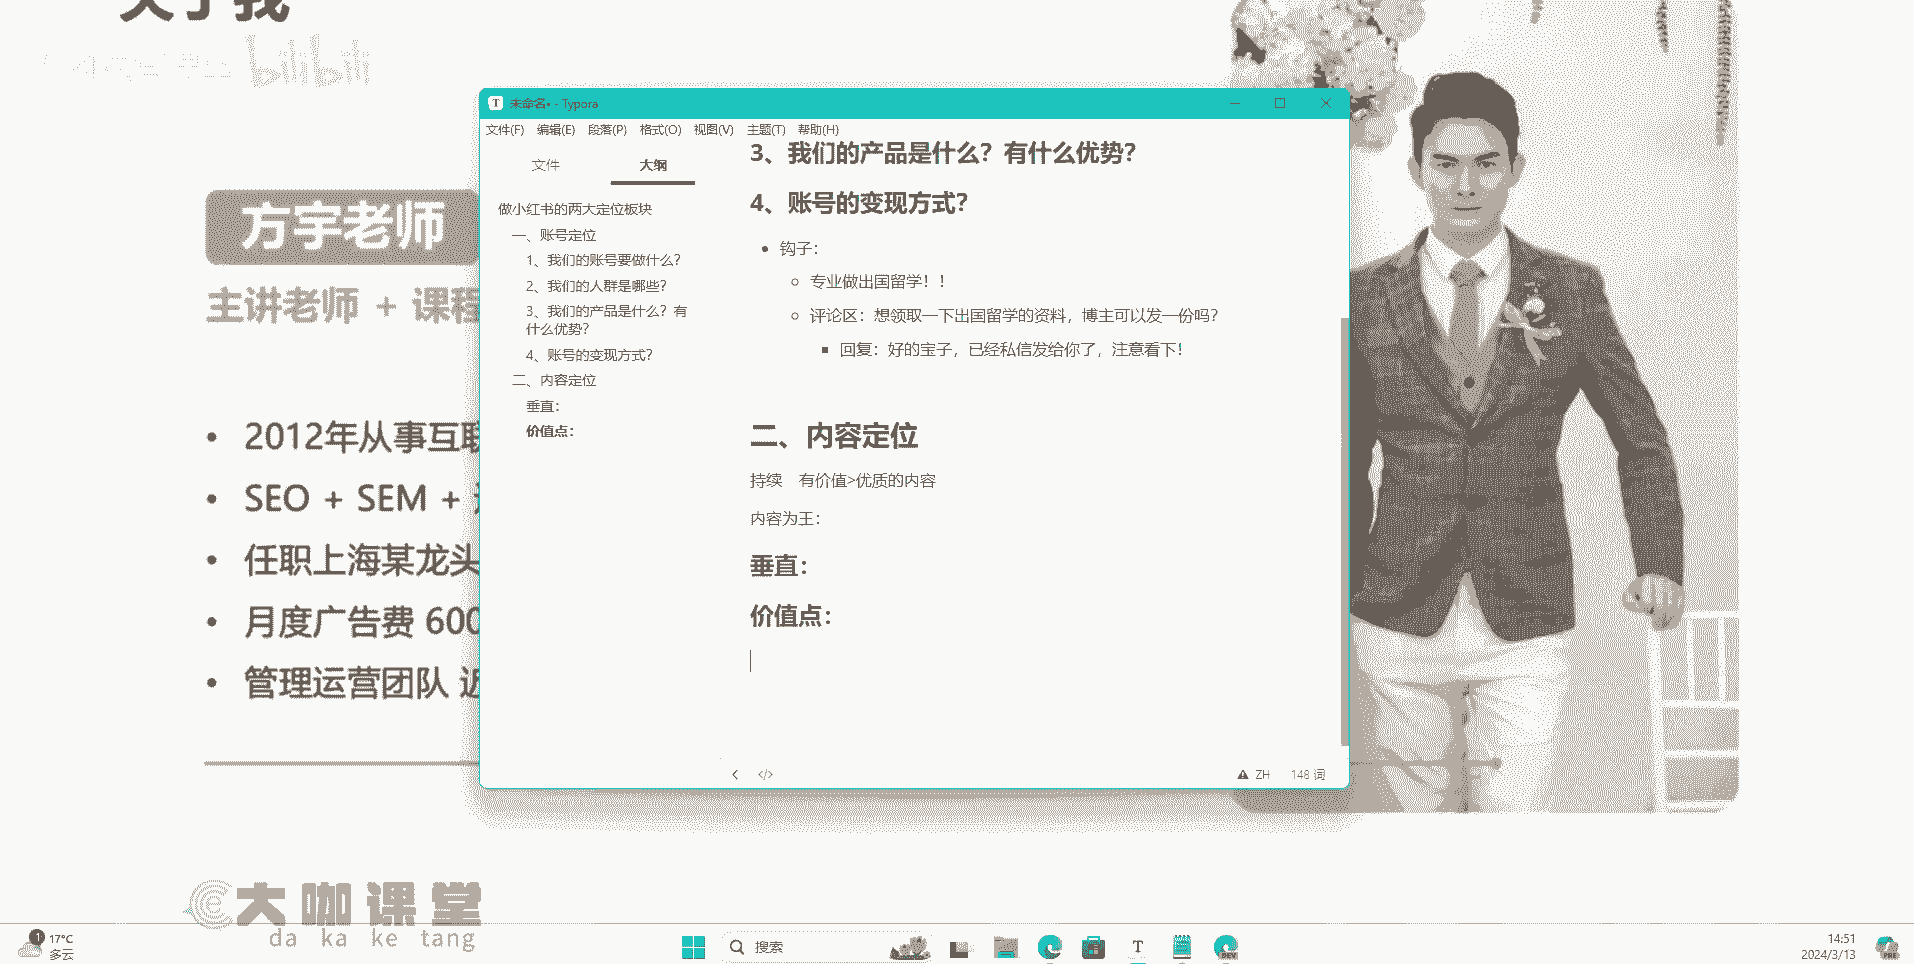 关于我
bilibili
方宇老师
主讲老师 + 课程
2012年从事互联
SEO + SEM +
任职上海某龙头
月度广告费 600
管理运营团队 近
大咖课堂
da ka ke tang
未命名• - Typora
文件(F) 编辑(E) 段落(P) 格式(O) 视图(V) 主题(T) 帮助(H)
文件 大纲
做小红书的两大定位板块
一、账号定位
1、我们的账号要做什么？
2、我们的人群是哪些？
3、我们的产品是什么？有
什么优势？
4、账号的变现方式？
二、内容定位
垂直：
价值点：
3、我们的产品是什么？有什么优势？
4、账号的变现方式？
钩子：
专业做出国留学！！
评论区：想领取一下出国留学的资料，博主可以发一份吗？
回复：好的宝子，已经私信发给你了，注意看下！
二、内容定位
持续 有价值>优质的内容
内容为王：
垂直：
价值点：
ZH 148 词
1
17°C
多云
搜索
DEV
14:51
2024/3/13
PRE